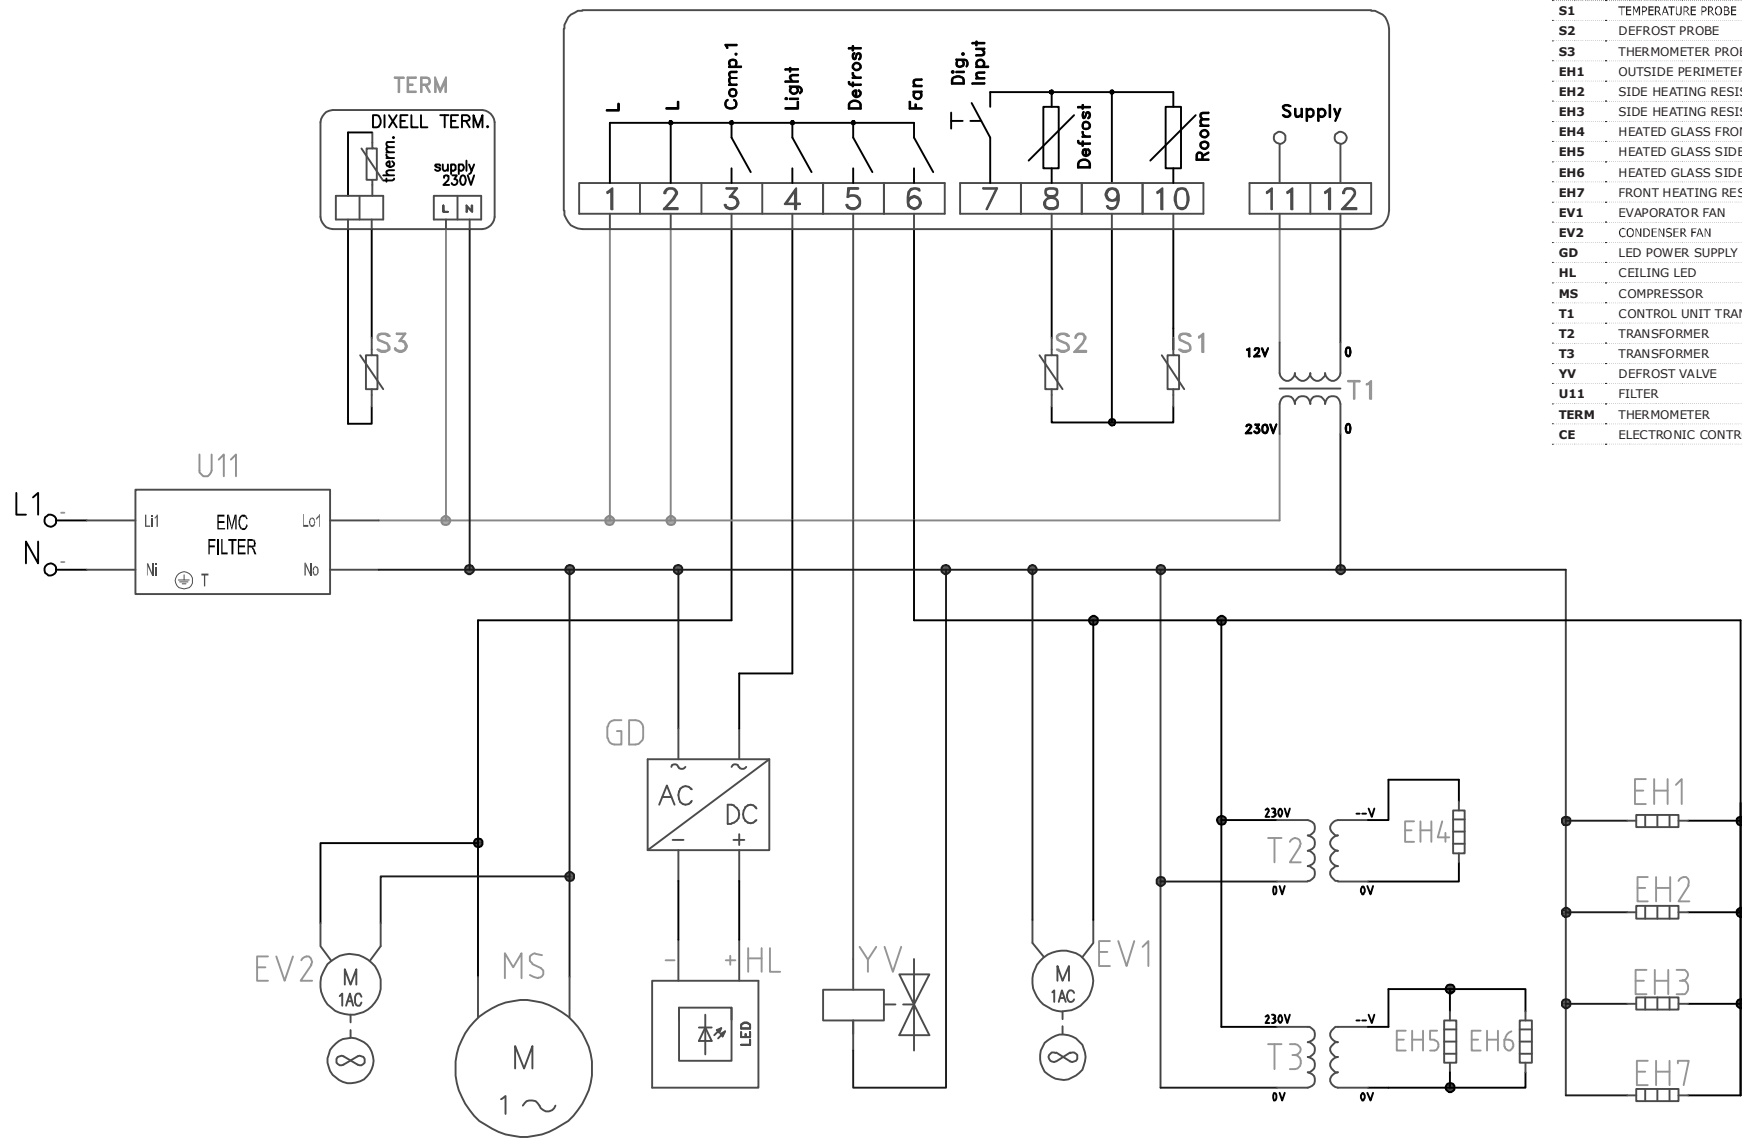 TERM
DIXELL TERM.
therm.
supply
230V
L N
L
L
Comp.1
Light
Defrost
Fan
Dig.
Input
Defrost
Room
Supply
1 2 3 4 5 6 7 8 9 10 11 12
S3
S2
S1
12V 0
T1
230V 0
S1 TEMPERATURE PROBE
S2 DEFROST PROBE
S3 THERMOMETER PROB
EH1 OUTSIDE PERIMETER
EH2 SIDE HEATING RESIS
EH3 SIDE HEATING RESIS
EH4 HEATED GLASS FRON
EH5 HEATED GLASS SIDE
EH6 HEATED GLASS SIDE
EH7 FRONT HEATING RES
EV1 EVAPORATOR FAN
EV2 CONDENSER FAN
GD LED POWER SUPPLY
HL CEILING LED
MS COMPRESSOR
T1 CONTROL UNIT TRAN
T2 TRANSFORMER
T3 TRANSFORMER
YV DEFROST VALVE
U11 FILTER
TERM THERMOMETER
CE ELECTRONIC CONTR
U11
L1 -
N -
Li1 EMC Lo1
FILTER
Ni T No
GD
~ ~
AC
DC
- +
- + HL
LED
EV2
M
1AC
MS
M
1 ~
YV
EV1
M
1AC
230V --V
T2
0V 0V
EH4
230V --V
T3
0V 0V
EH5 EH6
EH1
EH2
EH3
EH7